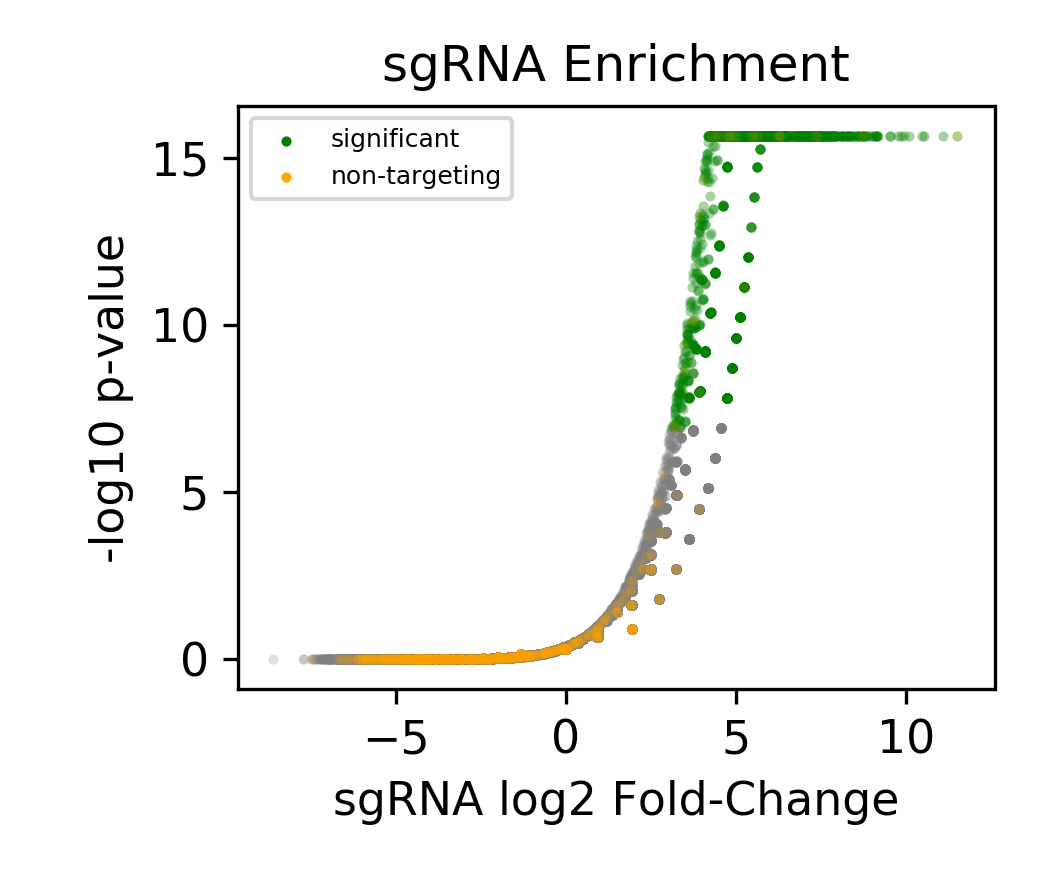 sgRNA Enrichment
significant
non-targeting
15
10
5
0
-log10 p-value
−5
0
5
10
sgRNA log2 Fold-Change